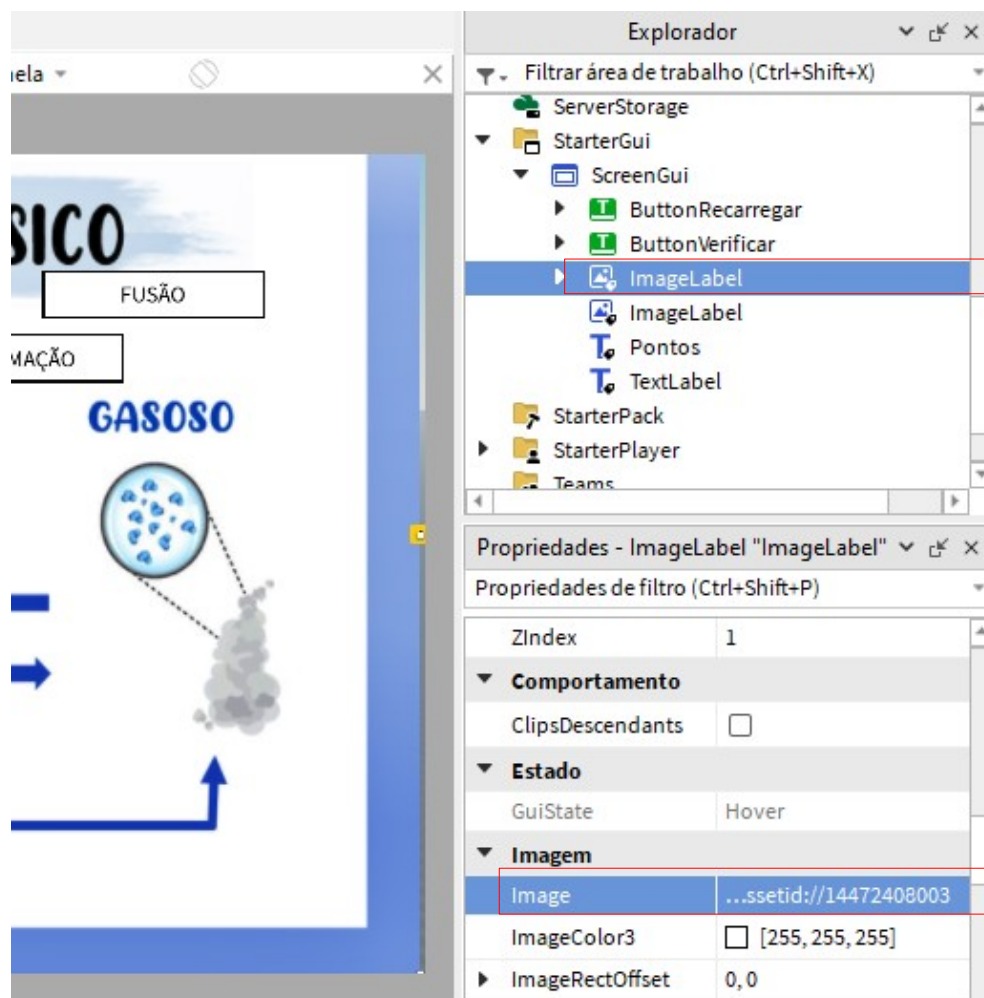 Explorador
nela
Filtrar área de trabalho (Ctrl+Shift+X)
ServerStorage
StarterGui
ScreenGui
ButtonRecarregar
ButtonVerificar
ImageLabel
ImageLabel
Pontos
TextLabel
StarterPack
StarterPlayer
Teams
SICO
FUSÃO
MAÇÃO
GASOSO
Propriedades - ImageLabel "ImageLabel"
Propriedades de filtro (Ctrl+Shift+P)
ZIndex 1
Comportamento
ClipsDescendants
Estado
GuiState Hover
Imagem
Image ...ssetid://14472408003
ImageColor3 [255, 255, 255]
ImageRectOffset 0, 0